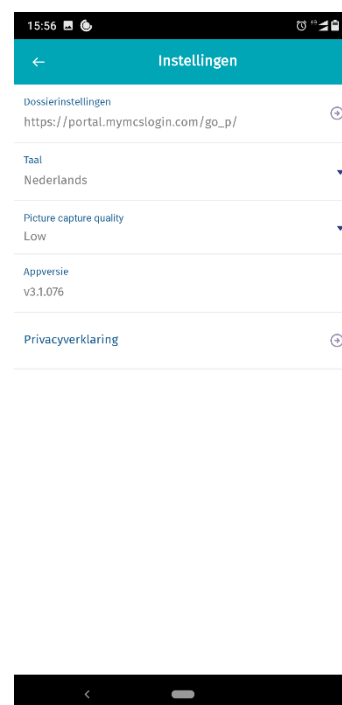 15:56
Instellingen
Dossierinstellingen
https://portal.mymcslogin.com/go_p/
Taal
Nederlands
Picture capture quality
Low
Appversie
v3.1.076
Privacyverklaring